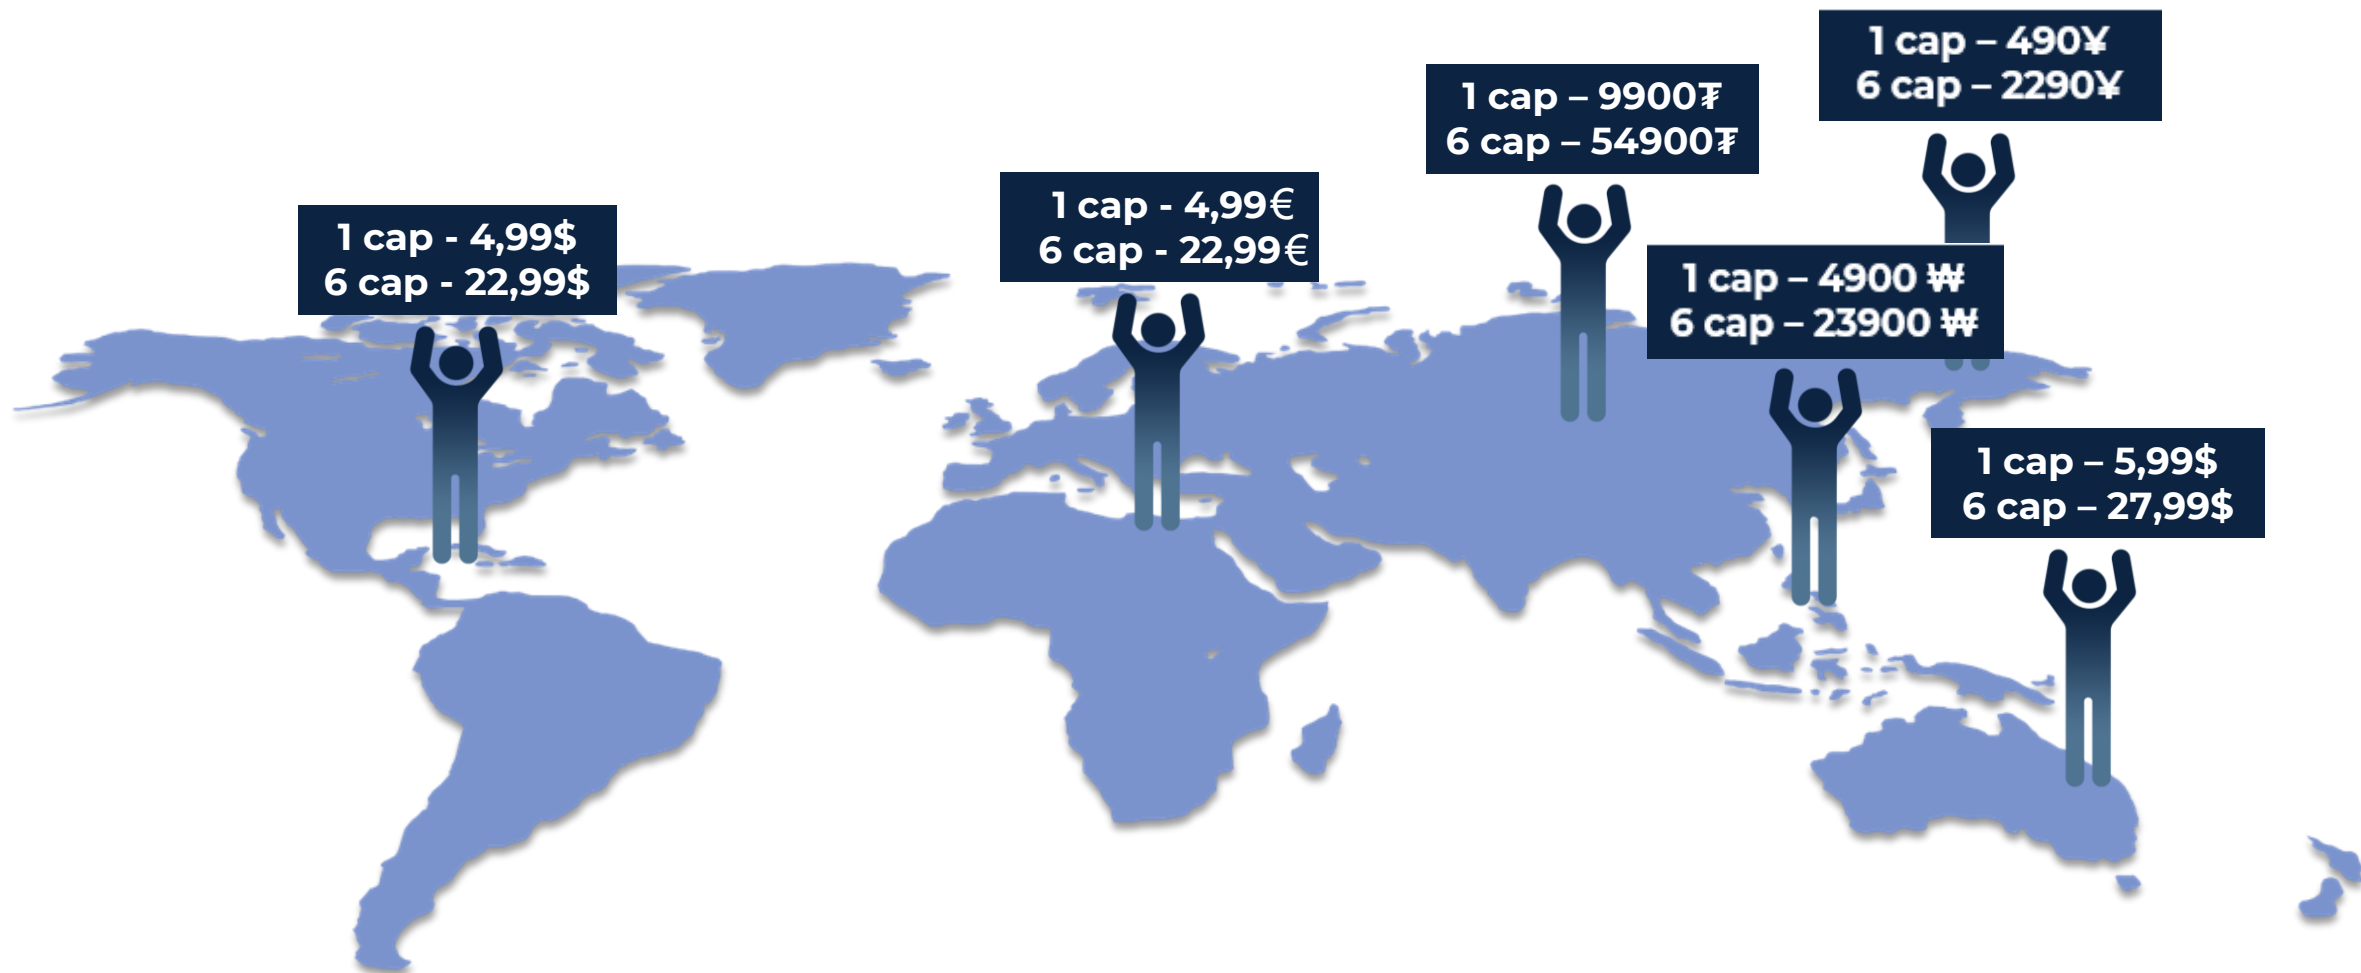 1 cap – 490¥
6 cap – 2290¥
1 cap – 9900₮
6 cap – 54900₮
1 cap - 4,99€
6 cap - 22,99€
1 cap - 4,99$
6 cap - 22,99$
1 cap – 4900 ₩
6 cap – 23900 ₩
1 cap – 5,99$
6 cap – 27,99$